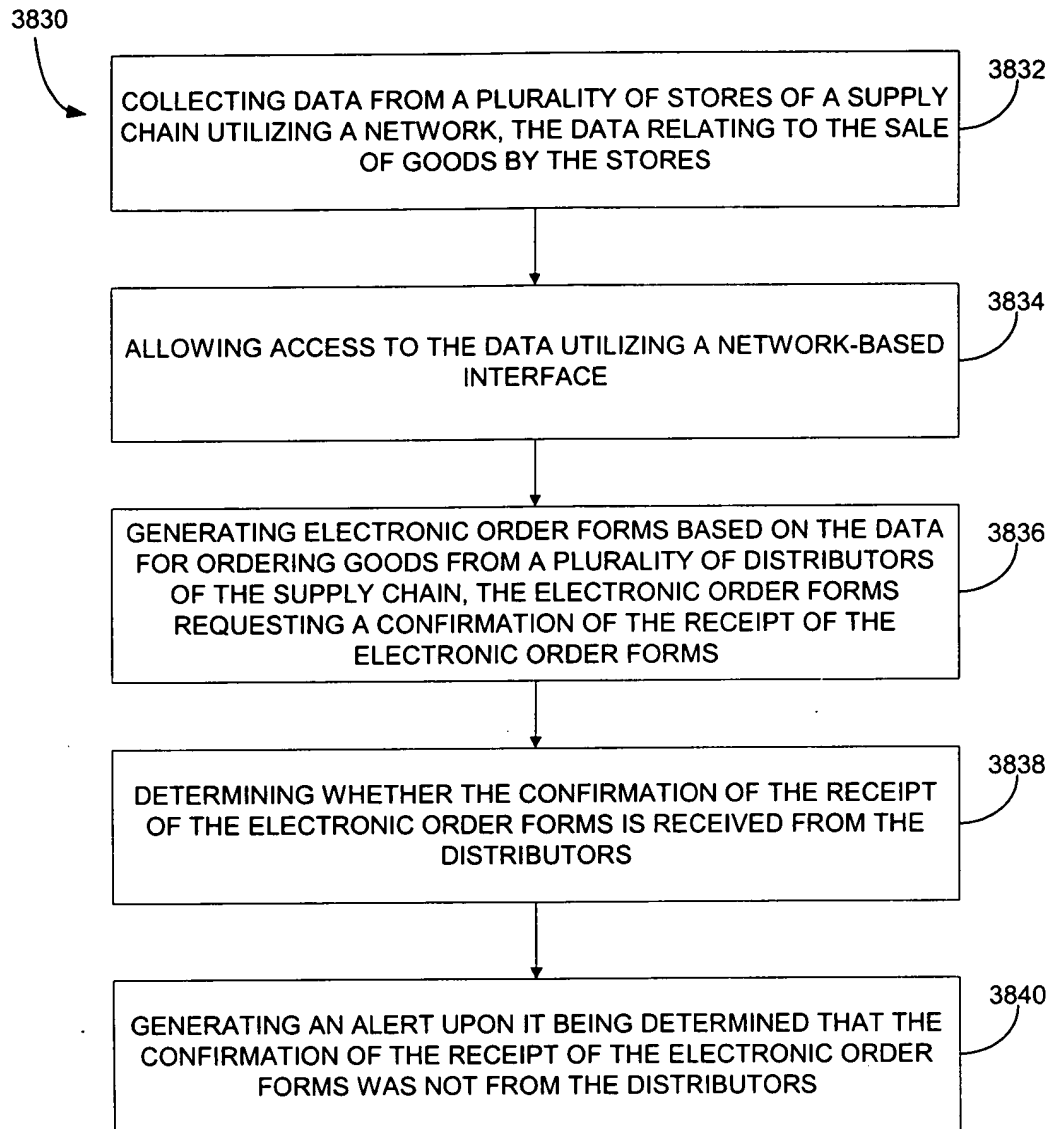 3830
3832
COLLECTING DATA FROM A PLURALITY OF STORES OF A SUPPLY
CHAIN UTILIZING A NETWORK, THE DATA RELATING TO THE SALE
OF GOODS BY THE STORES
3834
ALLOWING ACCESS TO THE DATA UTILIZING A NETWORK-BASED
INTERFACE
3836
GENERATING ELECTRONIC ORDER FORMS BASED ON THE DATA
FOR ORDERING GOODS FROM A PLURALITY OF DISTRIBUTORS
OF THE SUPPLY CHAIN, THE ELECTRONIC ORDER FORMS
REQUESTING A CONFIRMATION OF THE RECEIPT OF THE
ELECTRONIC ORDER FORMS
3838
DETERMINING WHETHER THE CONFIRMATION OF THE RECEIPT
OF THE ELECTRONIC ORDER FORMS IS RECEIVED FROM THE
DISTRIBUTORS
3840
GENERATING AN ALERT UPON IT BEING DETERMINED THAT THE
CONFIRMATION OF THE RECEIPT OF THE ELECTRONIC ORDER
FORMS WAS NOT FROM THE DISTRIBUTORS